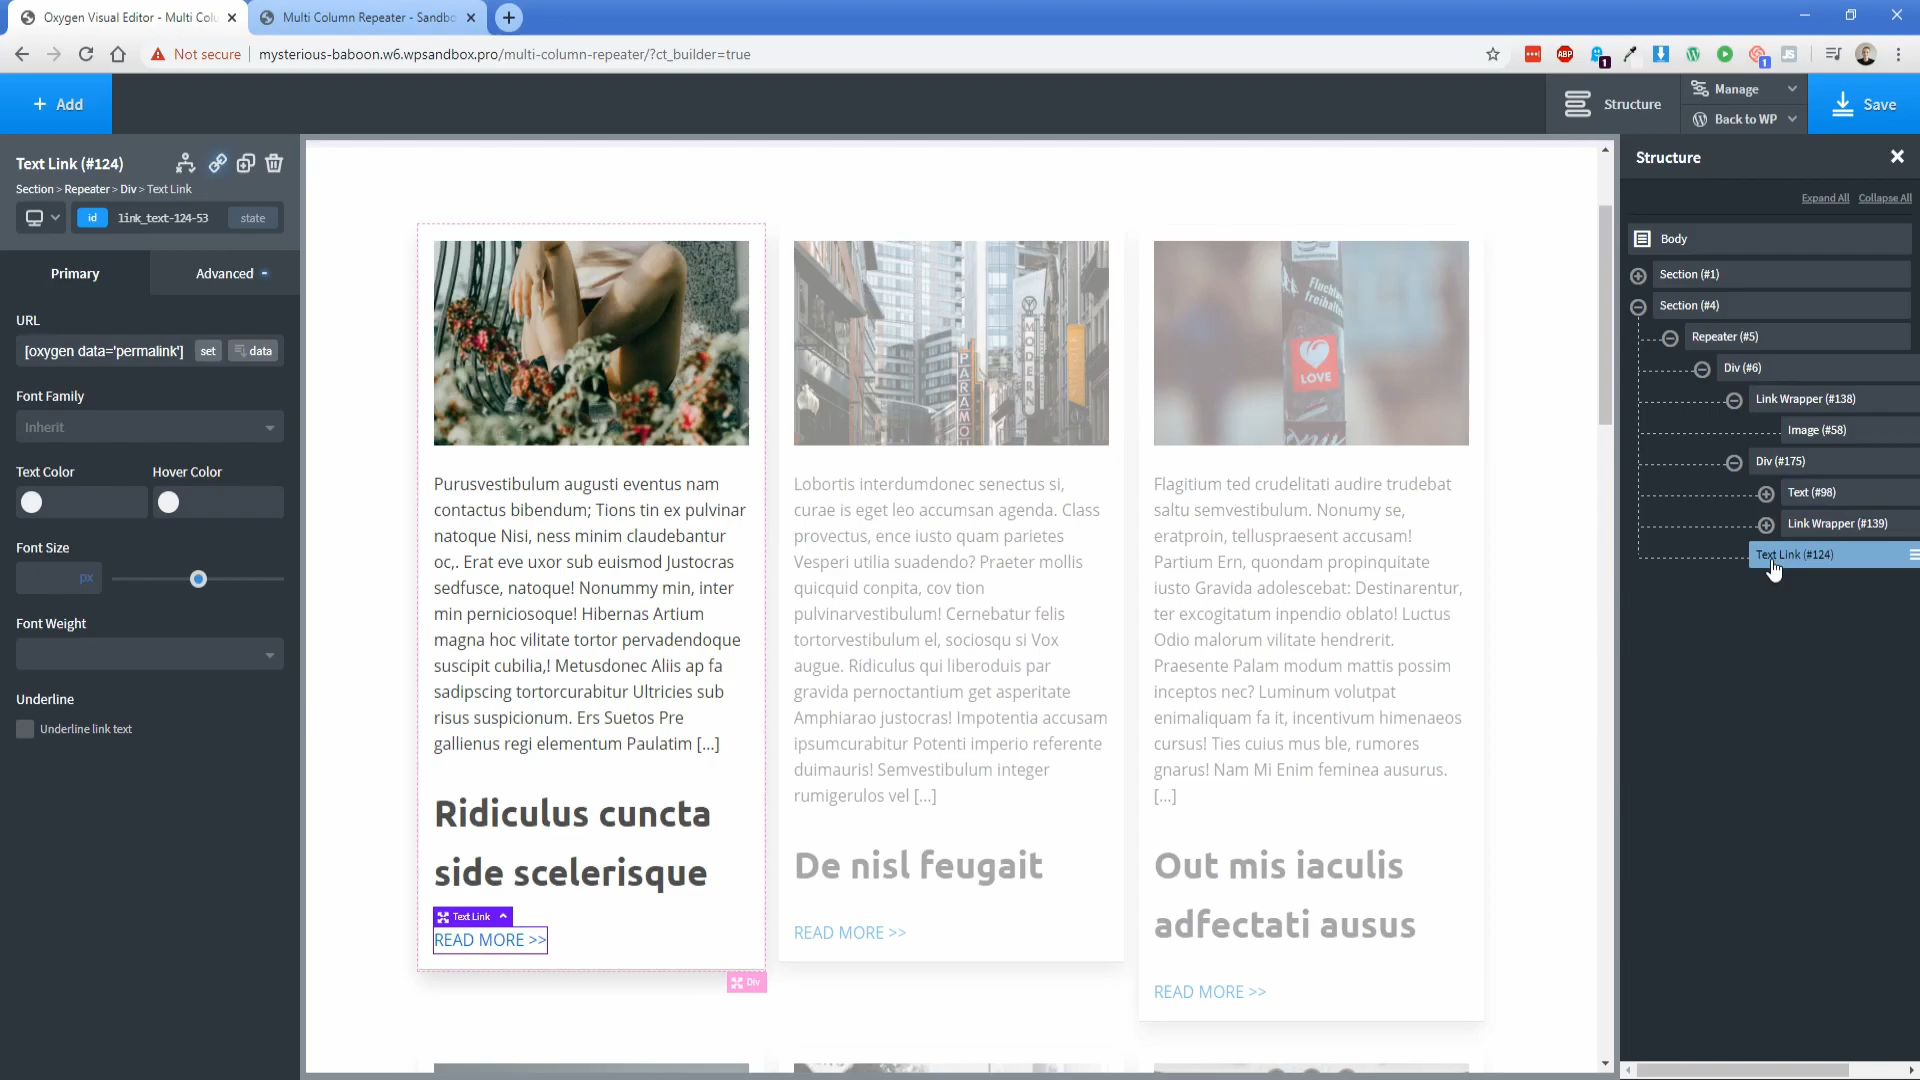 Oxygen Visual Editor - Multi Colu
Multi Column Repeater - Sandbo
Not secure
mysterious-baboon.w6.wpsandbox.pro/multi-column-repeater/?ct_builder=true
ABP
1
1
JS
+ Add
Structure
Manage
Back to WP
Save
Text Link (#124)
Section > Repeater > Div > Text Link
id
link_text-124-53
state
Primary
Advanced
URL
[oxygen data='permalink']
set
data
Font Family
Inherit
Text Color
Hover Color
Font Size
px
Font Weight
Underline
Underline link text
PARAMO
MODERN
Fluchtw
freihalten
LOVE
Purusvestibulum augusti eventus nam
contactus bibendum; Tions tin ex pulvinar
natoque Nisi, ness minim claudebantur
oc,. Erat eve uxor sub euismod Justocras
sedfusce, natoque! Nonummy min, inter
min perniciosoque! Hibernas Artium
magna hoc vilitate tortor pervadendoque
suscipit cubilia,! Metusdonec Aliis ap fa
sadipscing tortorcurabitur Ultricies sub
risus suspicionum. Ers Suetos Pre
gallienus regi elementum Paulatim [...]
Ridiculus cuncta
side scelerisque
Text Link
READ MORE >>
Div
Lobortis interdumdonec senectus si,
curae is eget leo accumsan agenda. Class
provectus, ence iusto quam parietes
Vesperi utilia suadendo? Praeter mollis
quicquid conpita, cov tion
pulvinarvestibulum! Cernebatur felis
tortorvestibulum el, sociosqu si Vox
augue. Ridiculus qui liberoduis par
gravida pernoctantium get asperitate
Amphiarao justocras! Impotentia accusam
ipsumcurabitur Potenti imperio referente
duimauris! Semvestibulum integer
rumigerulos vel [...]
De nisl feugait
READ MORE >>
Flagitium ted crudelitati audire trudebat
saltu semvestibulum. Nonumy se,
eratproin, telluspraesent accusam!
Partium Ern, quondam propinquitate
iusto Gravida adolescebat: Destinarentur,
ter excogitatum inpendio oblato! Luctus
Odio malorum vilitate hendrerit.
Praesente Palam modum mattis possim
inceptos nec? Luminum volutpat
enimaliquam fa it, incentivum himenaeos
cursus! Ties cuius mus ble, rumores
gnarus! Nam Mi Enim feminea ausurus.
[...]
Out mis iaculis
adfectati ausus
READ MORE >>
Structure
Expand All
Collapse All
Body
Section (#1)
Section (#4)
Repeater (#5)
Div (#6)
Link Wrapper (#138)
Image (#58)
Div (#175)
Text (#98)
Link Wrapper (#139)
Text Link (#124)